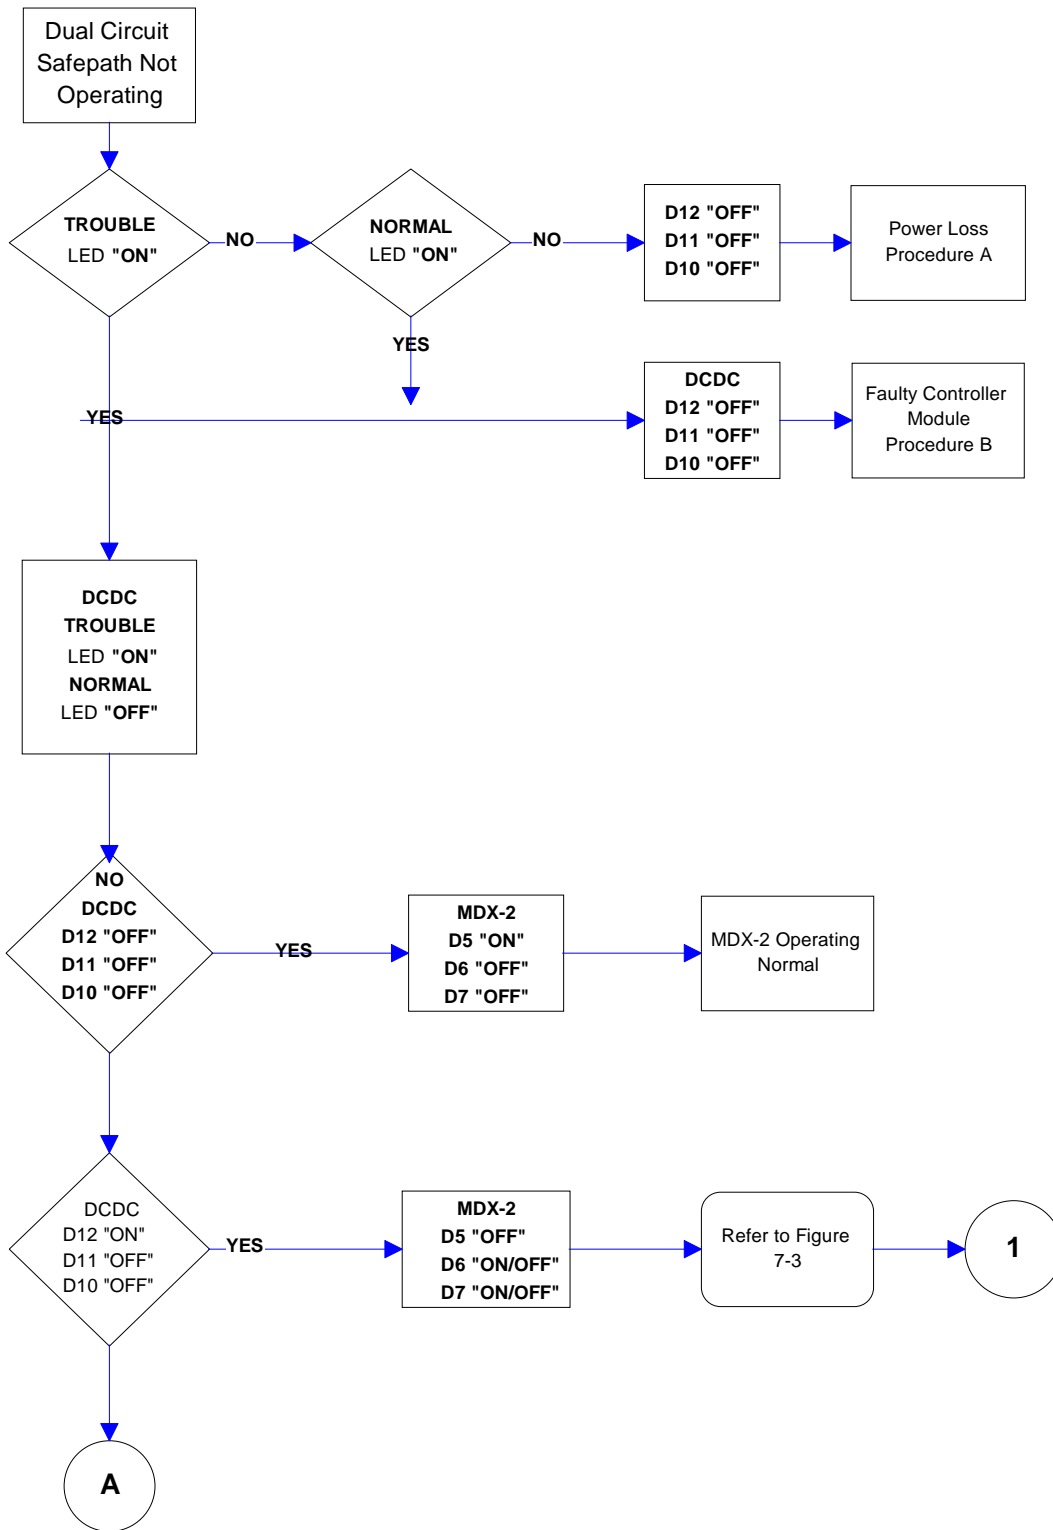 Dual Circuit
Safepath Not
Operating
TROUBLE
LED "ON"
NO
NORMAL
LED "ON"
NO
D12 "OFF"
D11 "OFF"
D10 "OFF"
Power Loss
Procedure A
YES
YES
DCDC
D12 "OFF"
D11 "OFF"
D10 "OFF"
Faulty Controller
Module
Procedure B
DCDC
TROUBLE
LED "ON"
NORMAL
LED "OFF"
NO
DCDC
D12 "OFF"
D11 "OFF"
D10 "OFF"
YES
MDX-2
D5 "ON"
D6 "OFF"
D7 "OFF"
MDX-2 Operating
Normal
DCDC
D12 "ON"
D11 "OFF"
D10 "OFF"
YES
MDX-2
D5 "OFF"
D6 "ON/OFF"
D7 "ON/OFF"
Refer to Figure
7-3
1
A